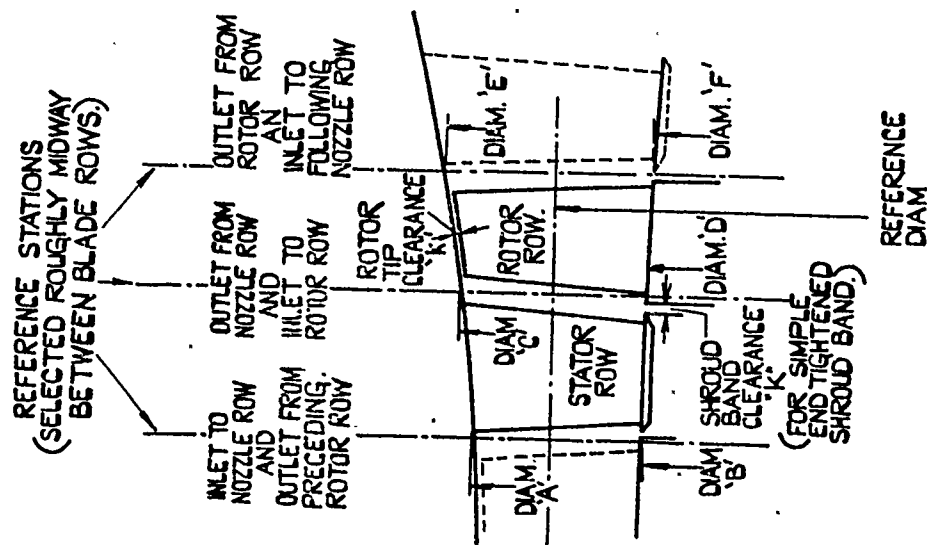 REFERENCE STATIONS
(SELECTED ROUGHLY MIDWAY
BETWEEN BLADE ROWS.)
INLET TO
NOZZLE ROW
AND
OUTLET FROM
PRECEDING.
ROTOR ROW
OUTLET FROM
NOZZLE ROW
AND
INLET TO
ROTOR ROW
OUTLET FROM
ROTOR ROW
AN
INLET TO
FOLLOWING
NOZZLE ROW
ROTOR
TIP
CLEARANCE
'K'
DIAM.
'A'
DIAM
'C'
DIAM. 'E'
STATOR
ROW
ROTOR
ROW.
DIAM
'B'
SHROUD
BAND
CLEARANCE
'K'
(FOR SIMPLE
END TIGHTENED
SHROUD BAND.)
DIAM. 'D'
DIAM. 'F'
REFERENCE
DIAM